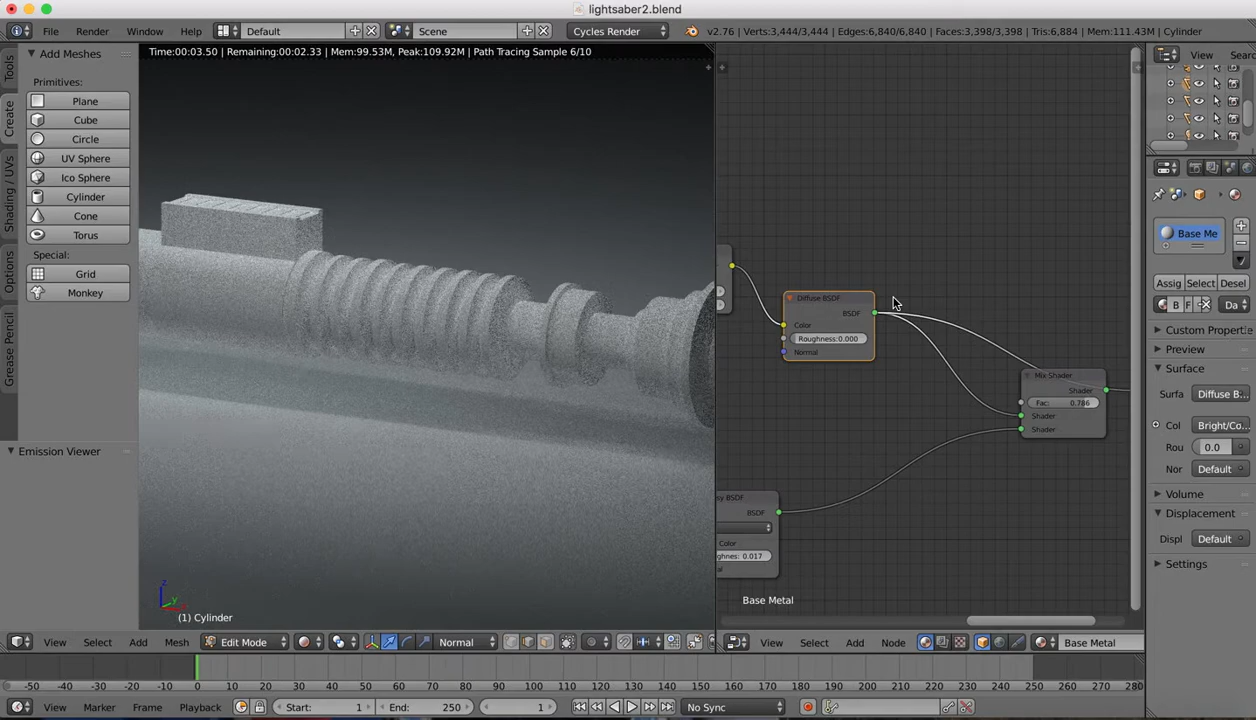 lightsaber2.blend
File Render Window Help Default Scene Cycles Render v2.76 | Verts:3,444/3,444 | Edges:6,840/6,840 | Faces:3,398/3,398 | Tris:6,884 | Mem:111.43M | Cylinder
Time:00:03.50 | Remaining:00:02.33 | Mem:99.53M, Peak:109.92M | Path Tracing Sample 6/10
Tools
Create
Shading / UVs
Options
Grease Pencil
Add Meshes
Primitives:
Plane
Cube
Circle
UV Sphere
Ico Sphere
Cylinder
Cone
Torus
Special:
Grid
Monkey
Emission Viewer
z
y
(1) Cylinder
Diffuse BSDF
BSDF
Color
Roughness:0.000
Normal
Mix Shader
Shader
Fac: 0.786
Shader
Shader
sy BSDF
BSDF
Color
ghnes: 0.017
al
Base Metal
View Sear
Base Me
Assig Select Desel
B F Da
Custom Propertie
Preview
Surface
Surfa Diffuse B...
Col Bright/Co...
Rou 0.0
Nor Default
Volume
Displacement
Displ Default
Settings
View Select Add Mesh Edit Mode Normal
View Select Add Node Base Metal
-50 -40 -30 -20 -10 0 10 20 30 40 50 60 70 80 90 100 110 120 130 140 150 160 170 180 190 200 210 220 230 240 250 260 270 280
View Marker Frame Playback Start: 1 End: 250 1 No Sync